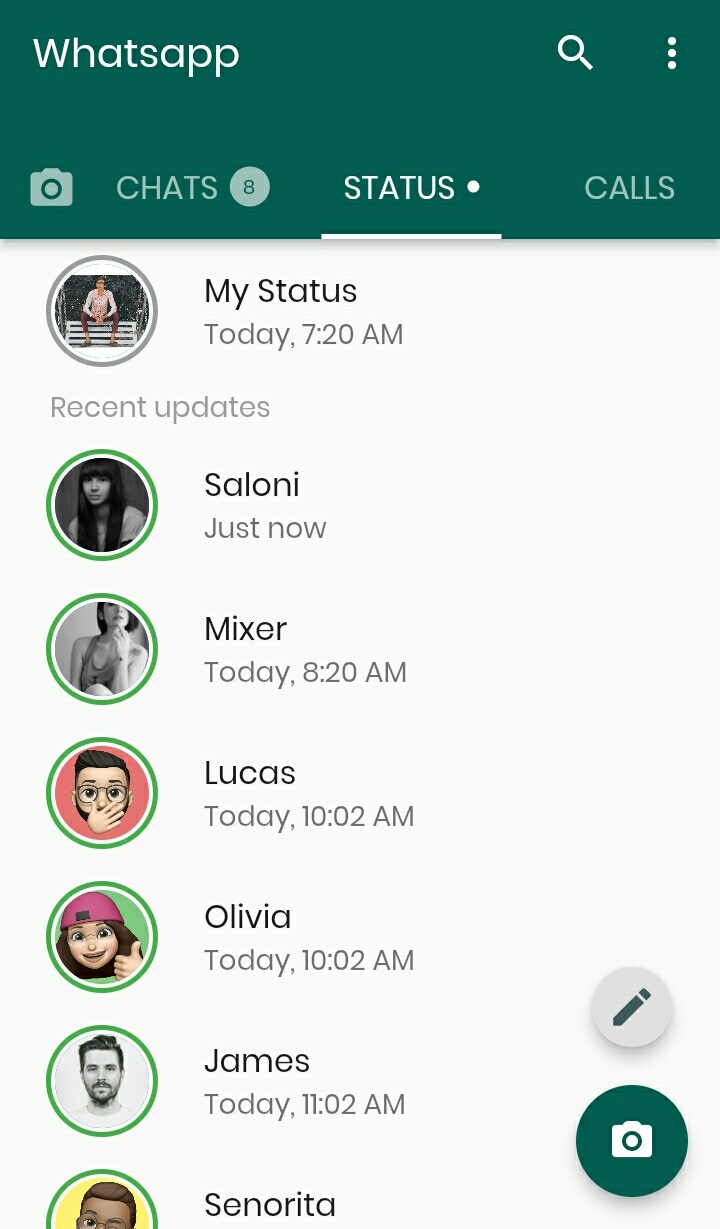 Whatsapp
CHATS 8 STATUS • CALLS
My Status
Today, 7:20 AM
Recent updates
Saloni
Just now
Mixer
Today, 8:20 AM
Lucas
Today, 10:02 AM
Olivia
Today, 10:02 AM
James
Today, 11:02 AM
Senorita